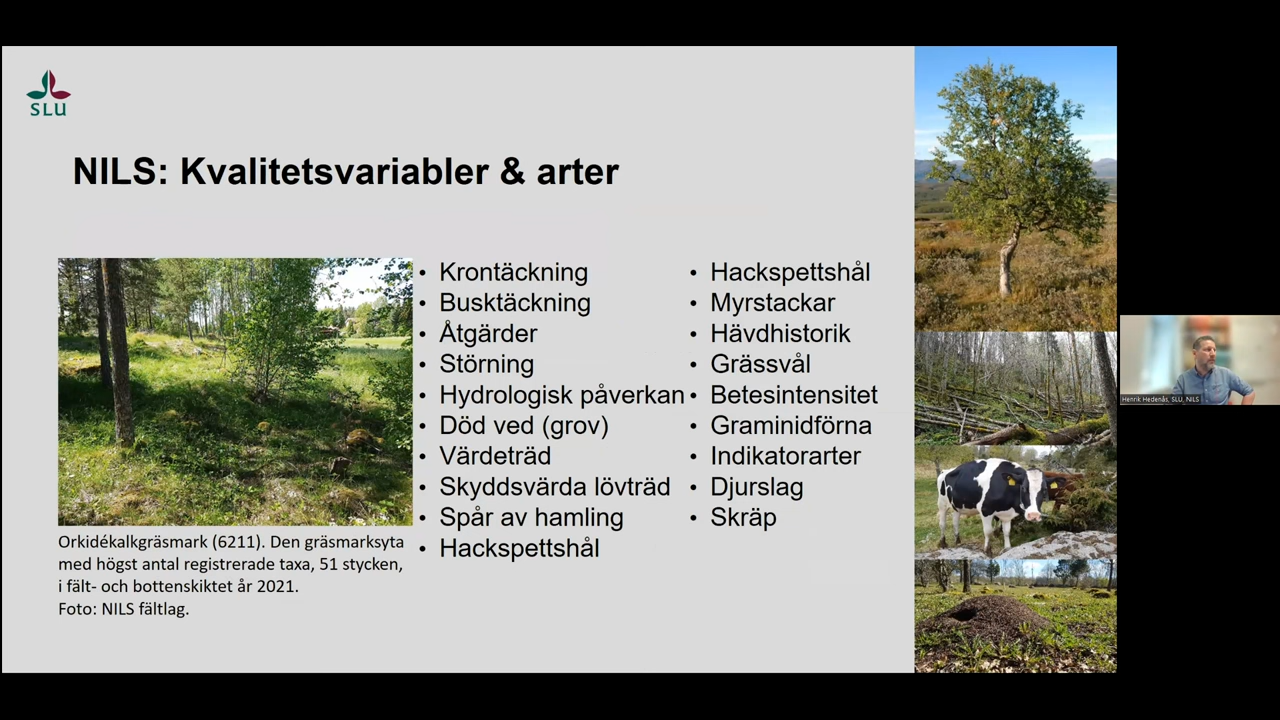 SLU
NILS: Kvalitetsvariabler & arter
• Krontäckning
• Busktäckning
• Åtgärder
• Störning
• Hydrologisk påverkan
• Död ved (grov)
• Värdeträd
• Skyddsvärda lövträd
• Spår av hamling
• Hackspettshål
• Hackspettshål
• Myrstackar
• Hävdhistorik
• Grässvål
• Betesintensitet
• Graminidförna
• Indikatorarter
• Djurslag
• Skräp
Orkidékalkgräsmark (6211). Den gräsmarksyta
med högst antal registrerade taxa, 51 stycken,
i fält- och bottenskiktet år 2021.
Foto: NILS fältlag.
Henrik Hedenås, SLU, NILS